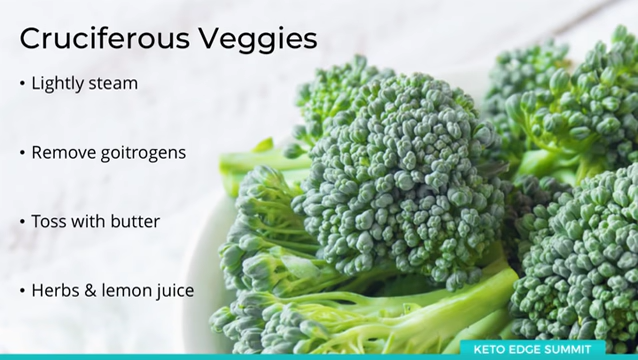 Cruciferous Veggies
• Lightly steam
• Remove goitrogens
• Toss with butter
• Herbs & lemon juice
KETO EDGE SUMMIT